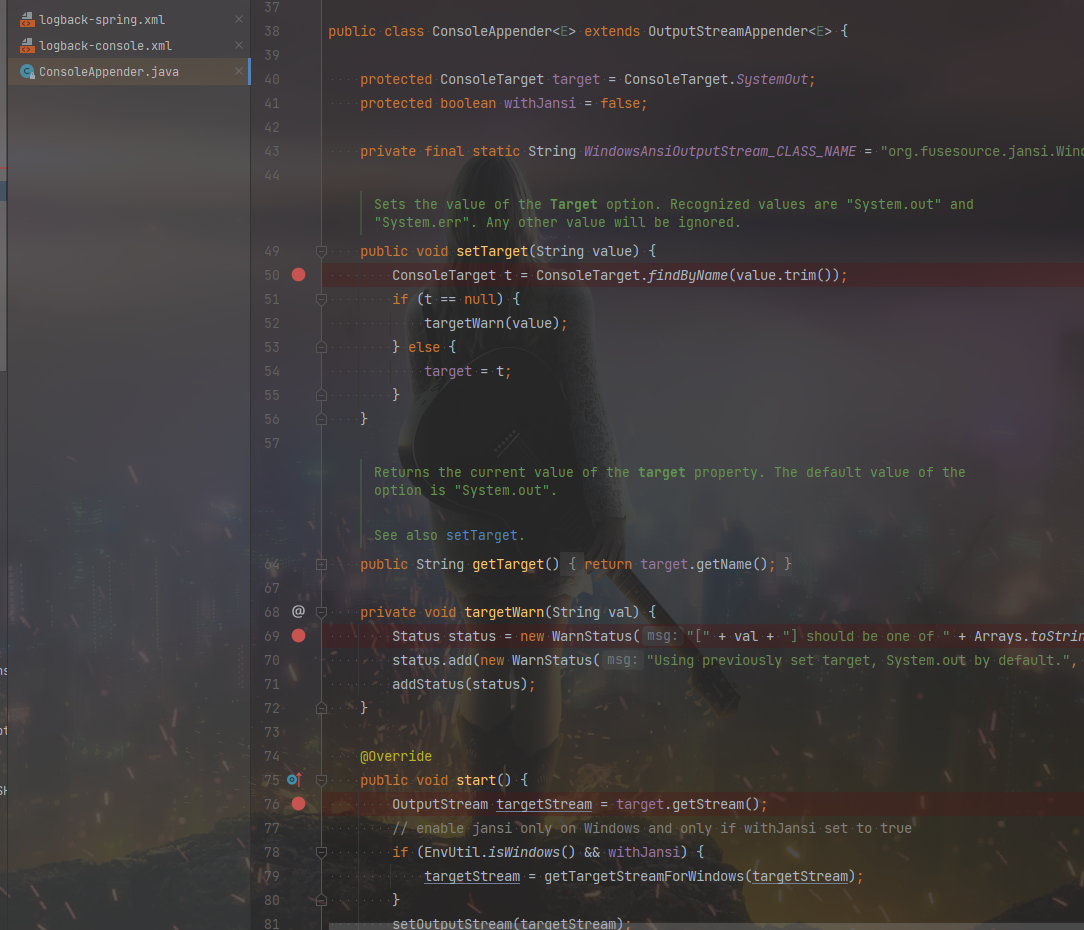 logback-spring.xml
logback-console.xml
ConsoleAppender.java
37
38 public class ConsoleAppender<E> extends OutputStreamAppender<E> {
39
40 protected ConsoleTarget target = ConsoleTarget.SystemOut;
41 protected boolean withJansi = false;
42
43 private final static String WindowsAnsiOutputStream_CLASS_NAME = "org.fusesource.jansi.Wind
44
Sets the value of the Target option. Recognized values are "System.out" and
"System.err". Any other value will be ignored.
49 public void setTarget(String value) {
50 ConsoleTarget t = ConsoleTarget.findByName(value.trim());
51 if (t == null) {
52 targetWarn(value);
53 } else {
54 target = t;
55 }
56 }
57
Returns the current value of the target property. The default value of the
option is "System.out".
See also setTarget.
64 public String getTarget() { return target.getName(); }
67
68 @ private void targetWarn(String val) {
69 Status status = new WarnStatus( msg: "[" + val + "] should be one of " + Arrays.toStrin
70 status.add(new WarnStatus( msg: "Using previously set target, System.out by default.",
71 addStatus(status);
72 }
73
74 @Override
75 public void start() {
76 OutputStream targetStream = target.getStream();
77 // enable jansi only on Windows and only if withJansi set to true
78 if (EnvUtil.isWindows() && withJansi) {
79 targetStream = getTargetStreamForWindows(targetStream);
80 }
81 setOutputStream(targetStream);